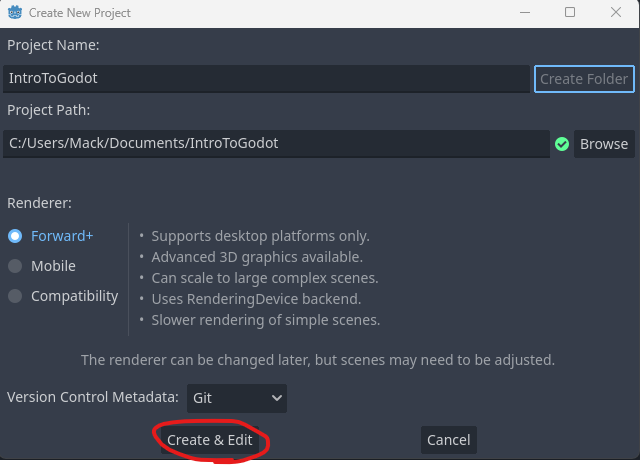 Create New Project
Project Name:
IntroToGodot
Create Folder
Project Path:
C:/Users/Mack/Documents/IntroToGodot
Browse
Renderer:
Forward+
Mobile
Compatibility
• Supports desktop platforms only.
• Advanced 3D graphics available.
• Can scale to large complex scenes.
• Uses RenderingDevice backend.
• Slower rendering of simple scenes.
The renderer can be changed later, but scenes may need to be adjusted.
Version Control Metadata: Git
Create & Edit
Cancel